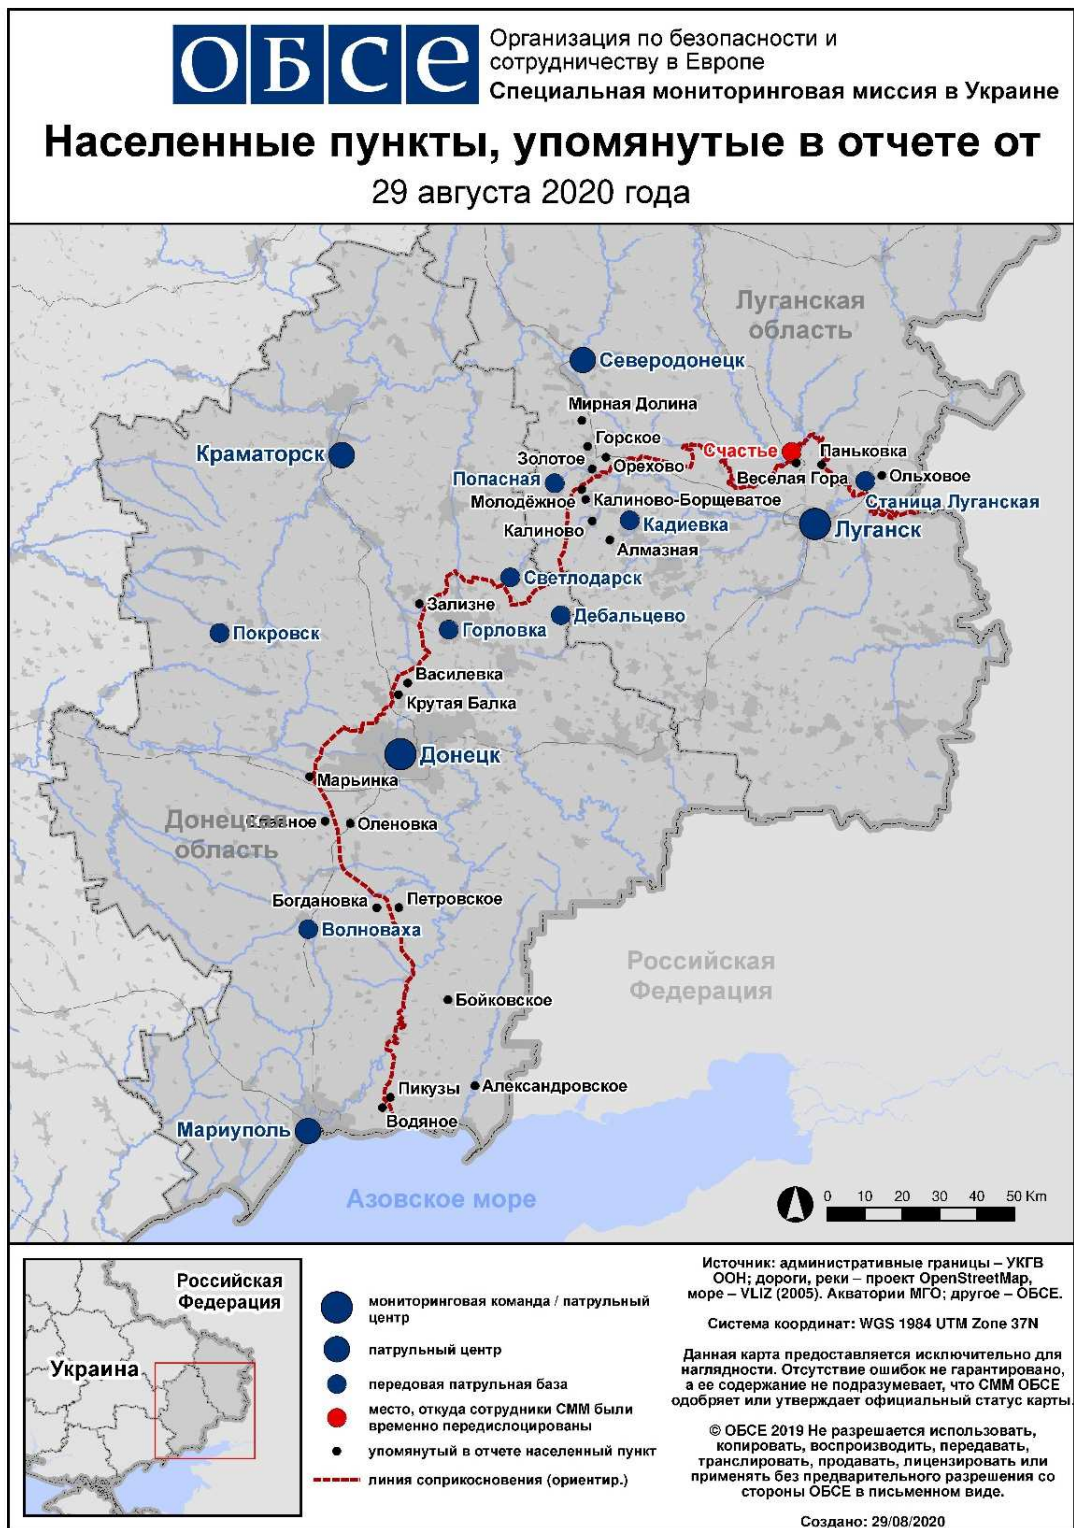 ОБСЕ
Организация по безопасности и
сотрудничеству в Европе
Специальная мониторинговая миссия в Украине
Населенные пункты, упомянутые в отчете от
29 августа 2020 года
Луганская
область
Северодонецк
Мирная Долина
Горское
Краматорск
Золотое
Орехово
Счастье
Паньковка
Попасная
Веселая Гора
Ольховое
Молодёжное
Калиново-Борщеватое
Станица Луганская
Калиново
Кадиевка
Луганск
Алмазная
Светлодарск
Зализне
Дебальцево
Покровск
Горловка
Василевка
Крутая Балка
Донецк
Марьинка
Донецкая
область
Оленовка
Богдановка
Петровское
Волноваха
Российская
Федерация
Бойковское
Пикузы
Александровское
Водяное
Мариуполь
Азовское море
0 10 20 30 40 50 Km
Российская
Федерация
Украина
мониторинговая команда / патрульный
центр
патрульный центр
передовая патрульная база
место, откуда сотрудники СММ были
временно передислоцированы
упомянутый в отчете населенный пункт
линия соприкосновения (ориентир.)
Источник: административные границы – УКГВ
ООН; дороги, реки – проект OpenStreetMap,
море – VLIZ (2005). Акватории МГО; другое – ОБСЕ.
Система координат: WGS 1984 UTM Zone 37N
Данная карта предоставляется исключительно для
наглядности. Отсутствие ошибок не гарантировано,
а ее содержание не подразумевает, что СММ ОБСЕ
одобряет или утверждает официальный статус карты.
© ОБСЕ 2019 Не разрешается использовать,
копировать, воспроизводить, передавать,
транслировать, продавать, лицензировать или
применять без предварительного разрешения со
стороны ОБСЕ в письменном виде.
Создано: 29/08/2020